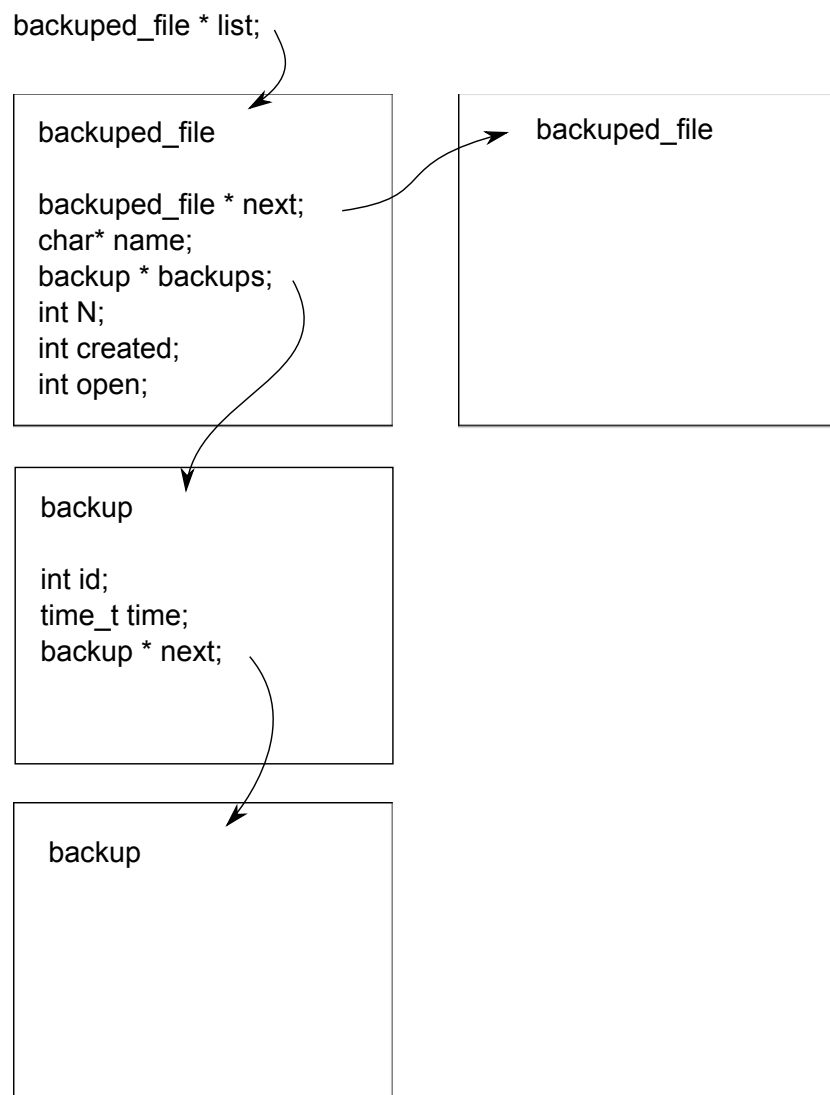 backuped_file * list;
backuped_file
backuped_file * next;
char* name;
backup * backups;
int N;
int created;
int open;
backuped_file
backup
int id;
time_t time;
backup * next;
backup